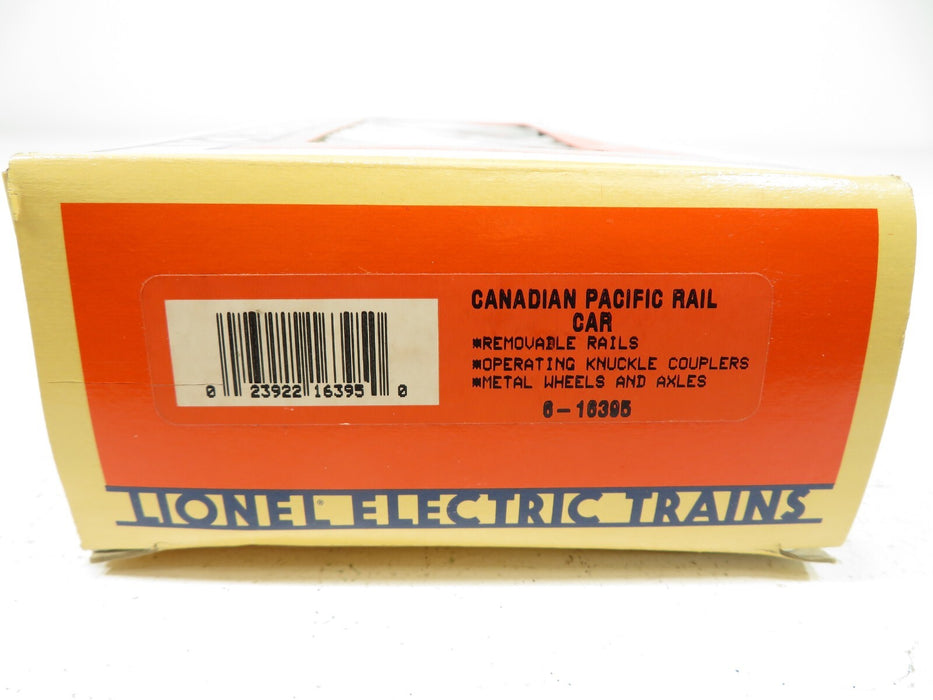 CANADIAN PACIFIC RAIL
CAR
*REMOVABLE RAILS
*OPERATING KNUCKLE COUPLERS
*METAL WHEELS AND AXLES
6-16395
0 23922 16395 0
LIONEL® ELECTRIC TRAINS